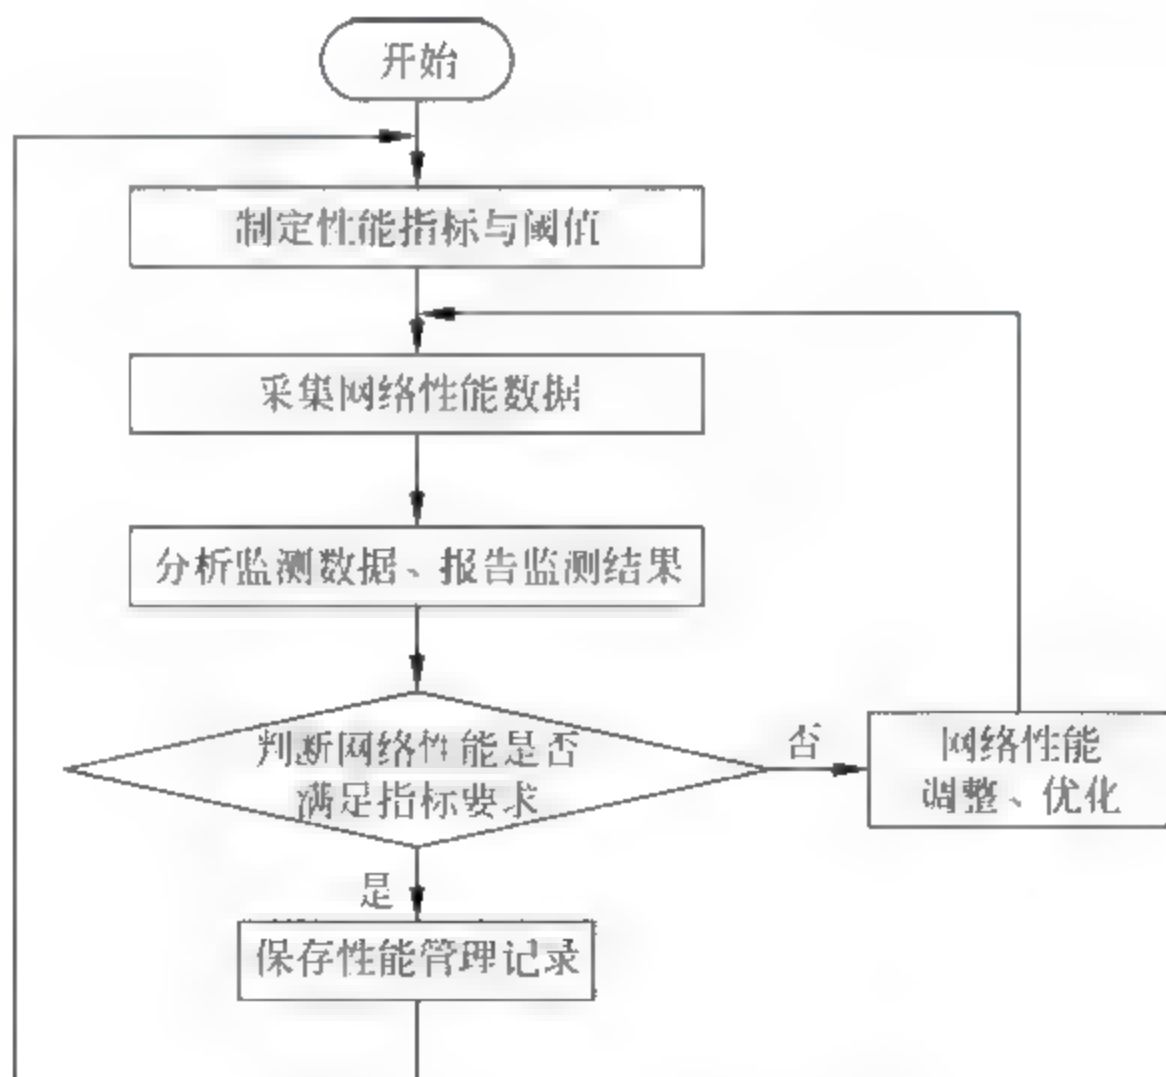 开始
制定性能指标与阈值
采集网络性能数据
分析监测数据、报告监测结果
判断网络性能是否
满足指标要求
否
网络性能
调整、优化
是
保存性能管理记录